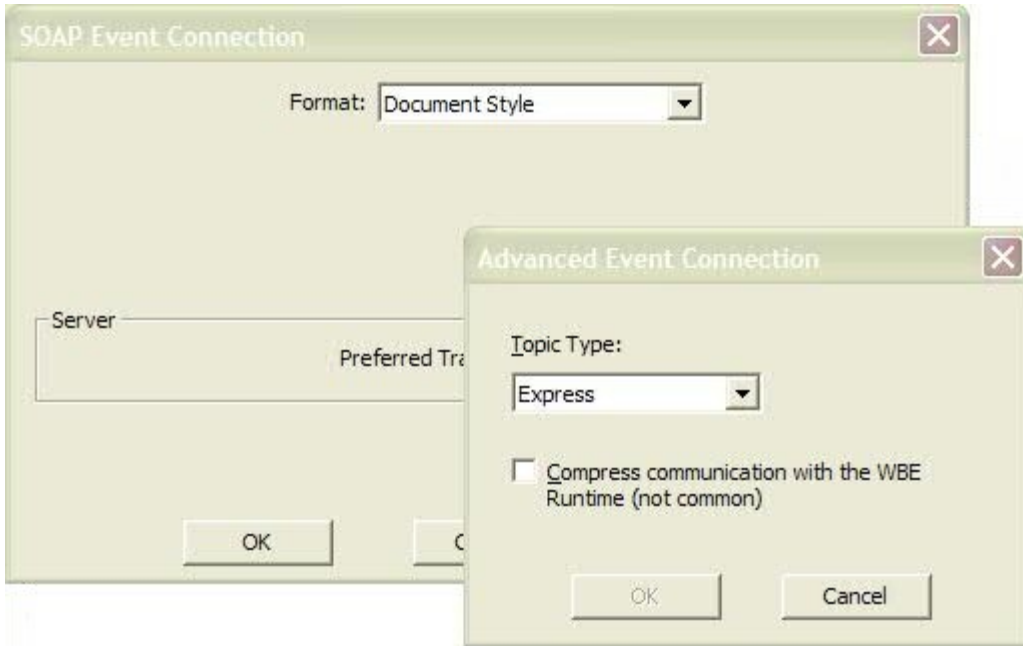 SOAP Event Connection
Format: Document Style
Server
Preferred Tra
OK
C
Advanced Event Connection
Topic Type:
Express
Compress communication with the WBE
Runtime (not common)
OK Cancel